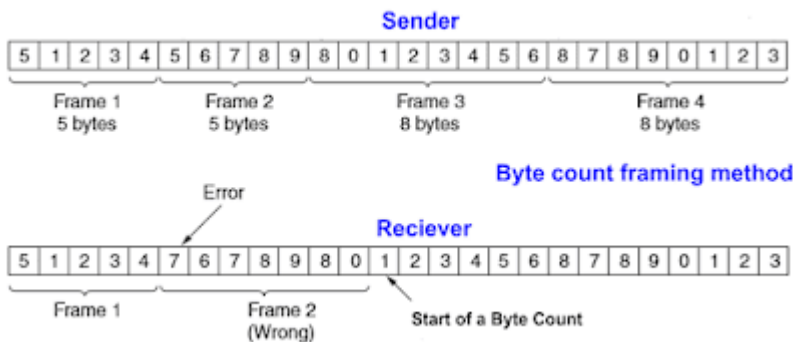 Sender
5 1 2 3 4 5 6 7 8 9 8 0 1 2 3 4 5 6 8 7 8 9 0 1 2 3
Frame 1 Frame 2 Frame 3 Frame 4
5 bytes 5 bytes 8 bytes 8 bytes
Byte count framing method
Error
Reciever
5 1 2 3 4 7 6 7 8 9 8 0 1 2 3 4 5 6 8 7 8 9 0 1 2 3
Frame 1 Frame 2 Start of a Byte Count
(Wrong)